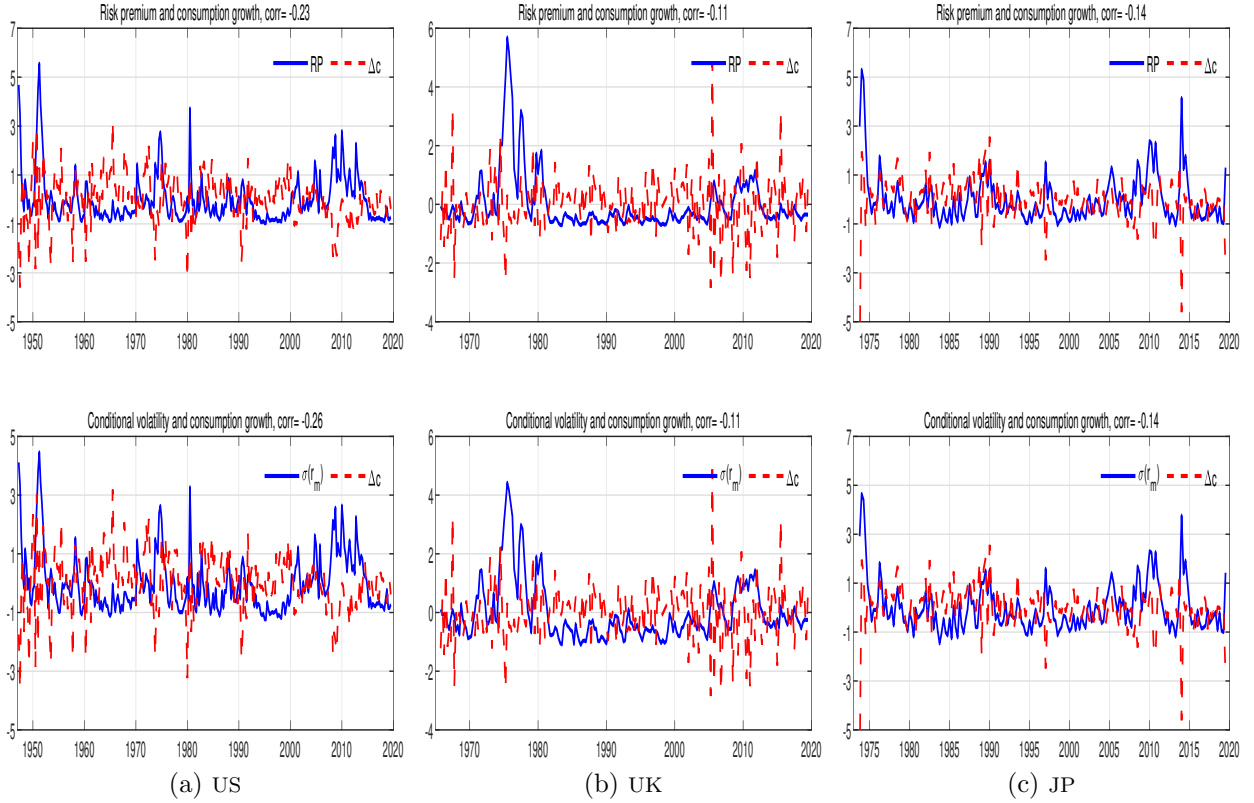 Risk premium and consumption growth, corr= -0.23
7
5
3
1
-1
-3
-5
RP Δc
1950 1960 1970 1980 1990 2000 2010 2020
Risk premium and consumption growth, corr= -0.11
6
4
2
0
-2
-4
RP Δc
1970 1980 1990 2000 2010 2020
Risk premium and consumption growth, corr= -0.14
7
5
3
1
-1
-3
-5
RP Δc
1975 1980 1985 1990 1995 2000 2005 2010 2015 2020
Conditional volatility and consumption growth, corr= -0.26
5
3
1
-1
-3
-5
σ(r_m) Δc
1950 1960 1970 1980 1990 2000 2010 2020
Conditional volatility and consumption growth, corr= -0.11
6
4
2
0
-2
-4
σ(r_m) Δc
1970 1980 1990 2000 2010 2020
Conditional volatility and consumption growth, corr= -0.14
7
5
3
1
-1
-3
-5
σ(r_m) Δc
1975 1980 1985 1990 1995 2000 2005 2010 2015 2020
(a) US
(b) UK
(c) JP